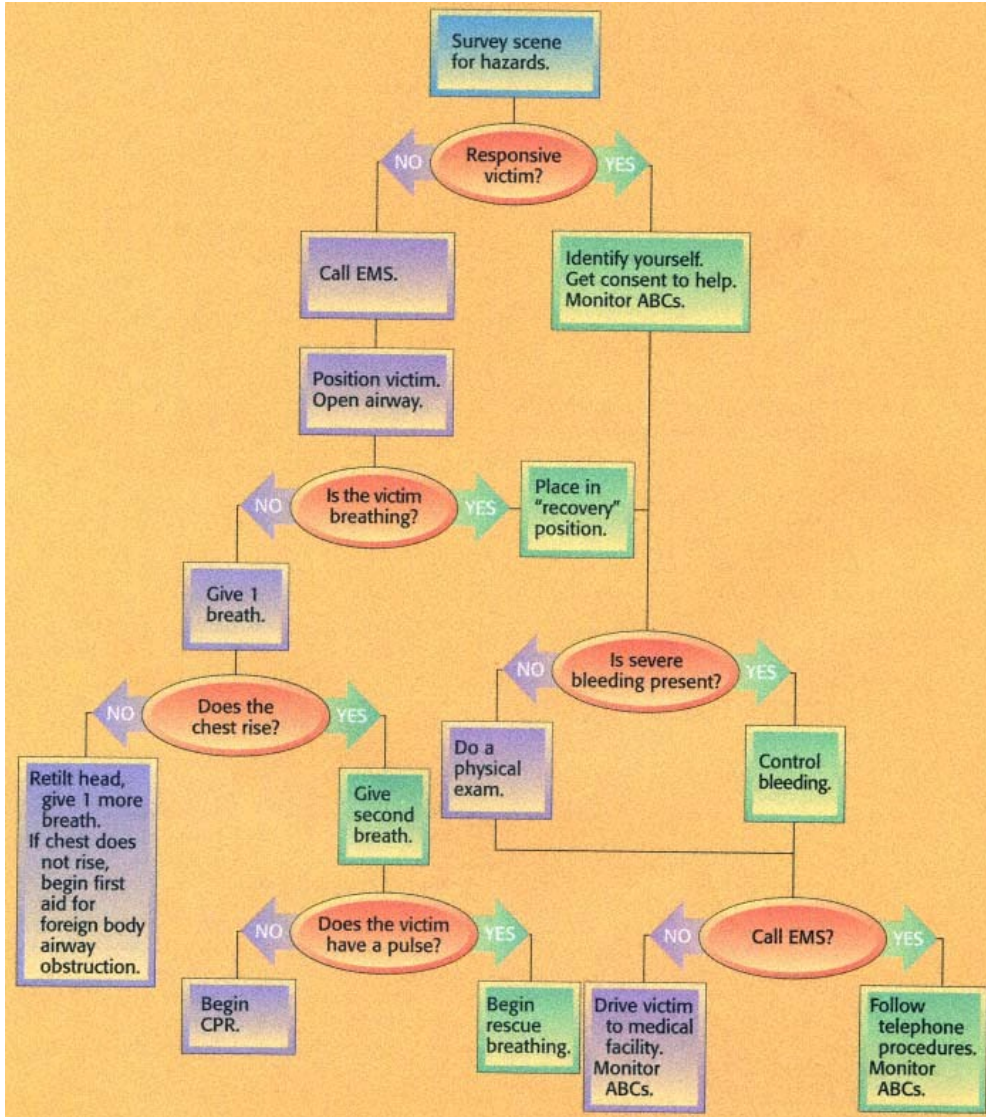 Survey scene
for hazards.
NO
Responsive
victim?
YES
Call EMS.
Identify yourself.
Get consent to help.
Monitor ABCs.
Position victim.
Open airway.
NO
Is the victim
breathing?
YES
Place in
"recovery"
position.
Give 1
breath.
NO
Is severe
bleeding present?
YES
NO
Does the
chest rise?
YES
Do a
physical
exam.
Control
bleeding.
Retilt head,
give 1 more
breath.
If chest does
not rise,
begin first
aid for
foreign body
airway
obstruction.
Give
second
breath.
NO
Does the victim
have a pulse?
YES
NO
Call EMS?
YES
Begin
CPR.
Begin
rescue
breathing.
Drive victim
to medical
facility.
Monitor
ABCs.
Follow
telephone
procedures.
Monitor
ABCs.